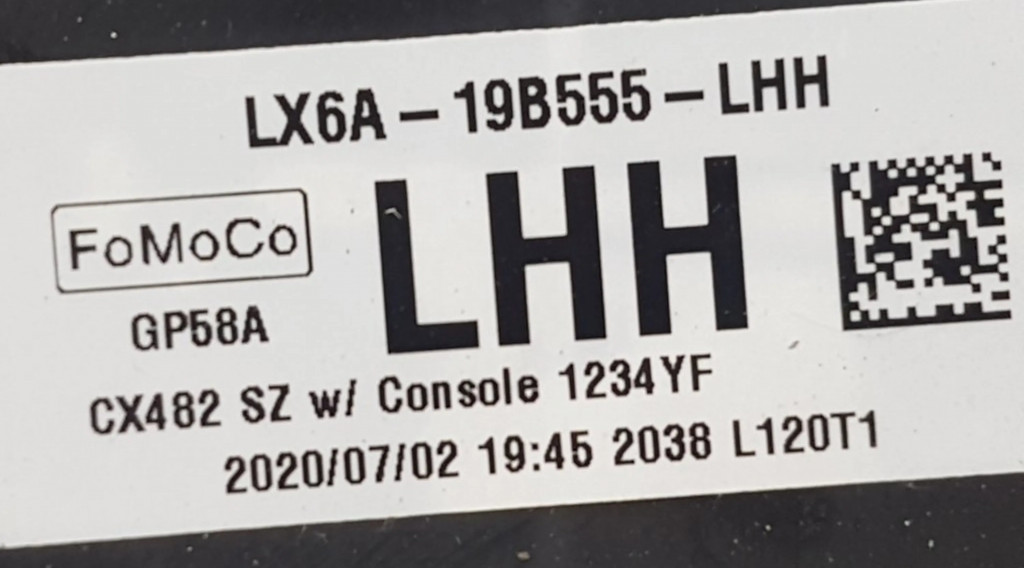 LX6A-19B555-LHH
FoMoCo
LHH
GP58A
CX482 SZ w/ Console 1234YF
2020/07/02 19:45 2038 L120T1